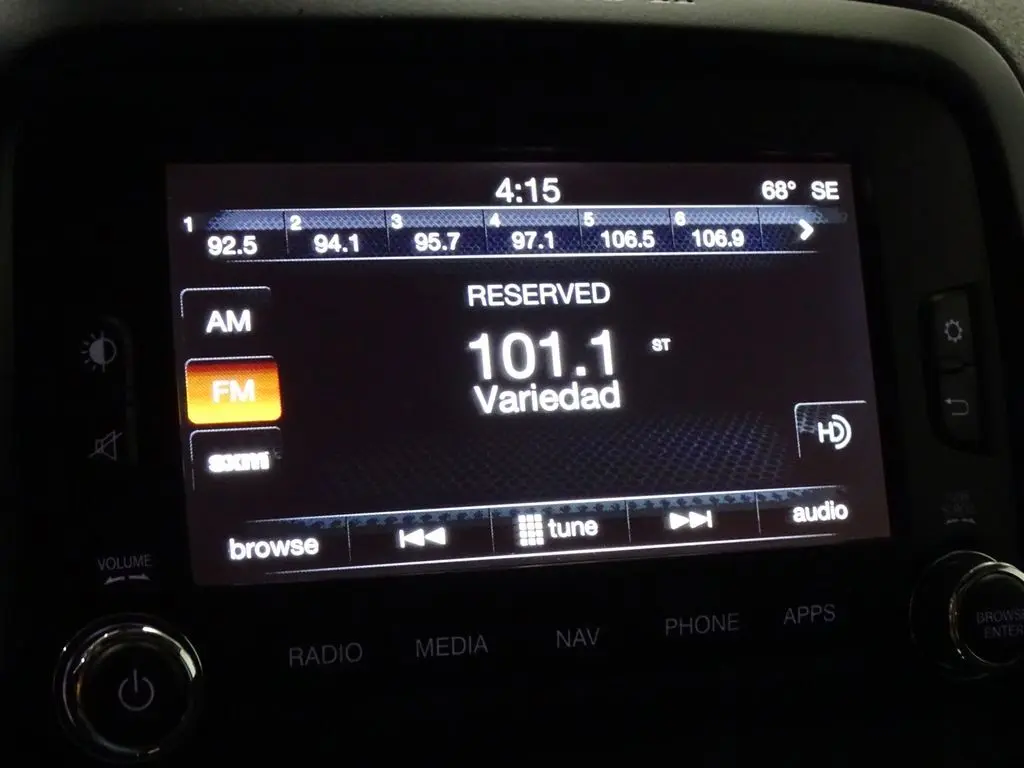 4:15 68° SE
1 2 3 4 5 6
92.5 94.1 95.7 97.1 106.5 106.9
RESERVED
AM
101.1 ST
FM
Variedad
HD
sxm
browse tune audio
VOLUME
RADIO MEDIA NAV PHONE APPS
BROWSE
ENTER